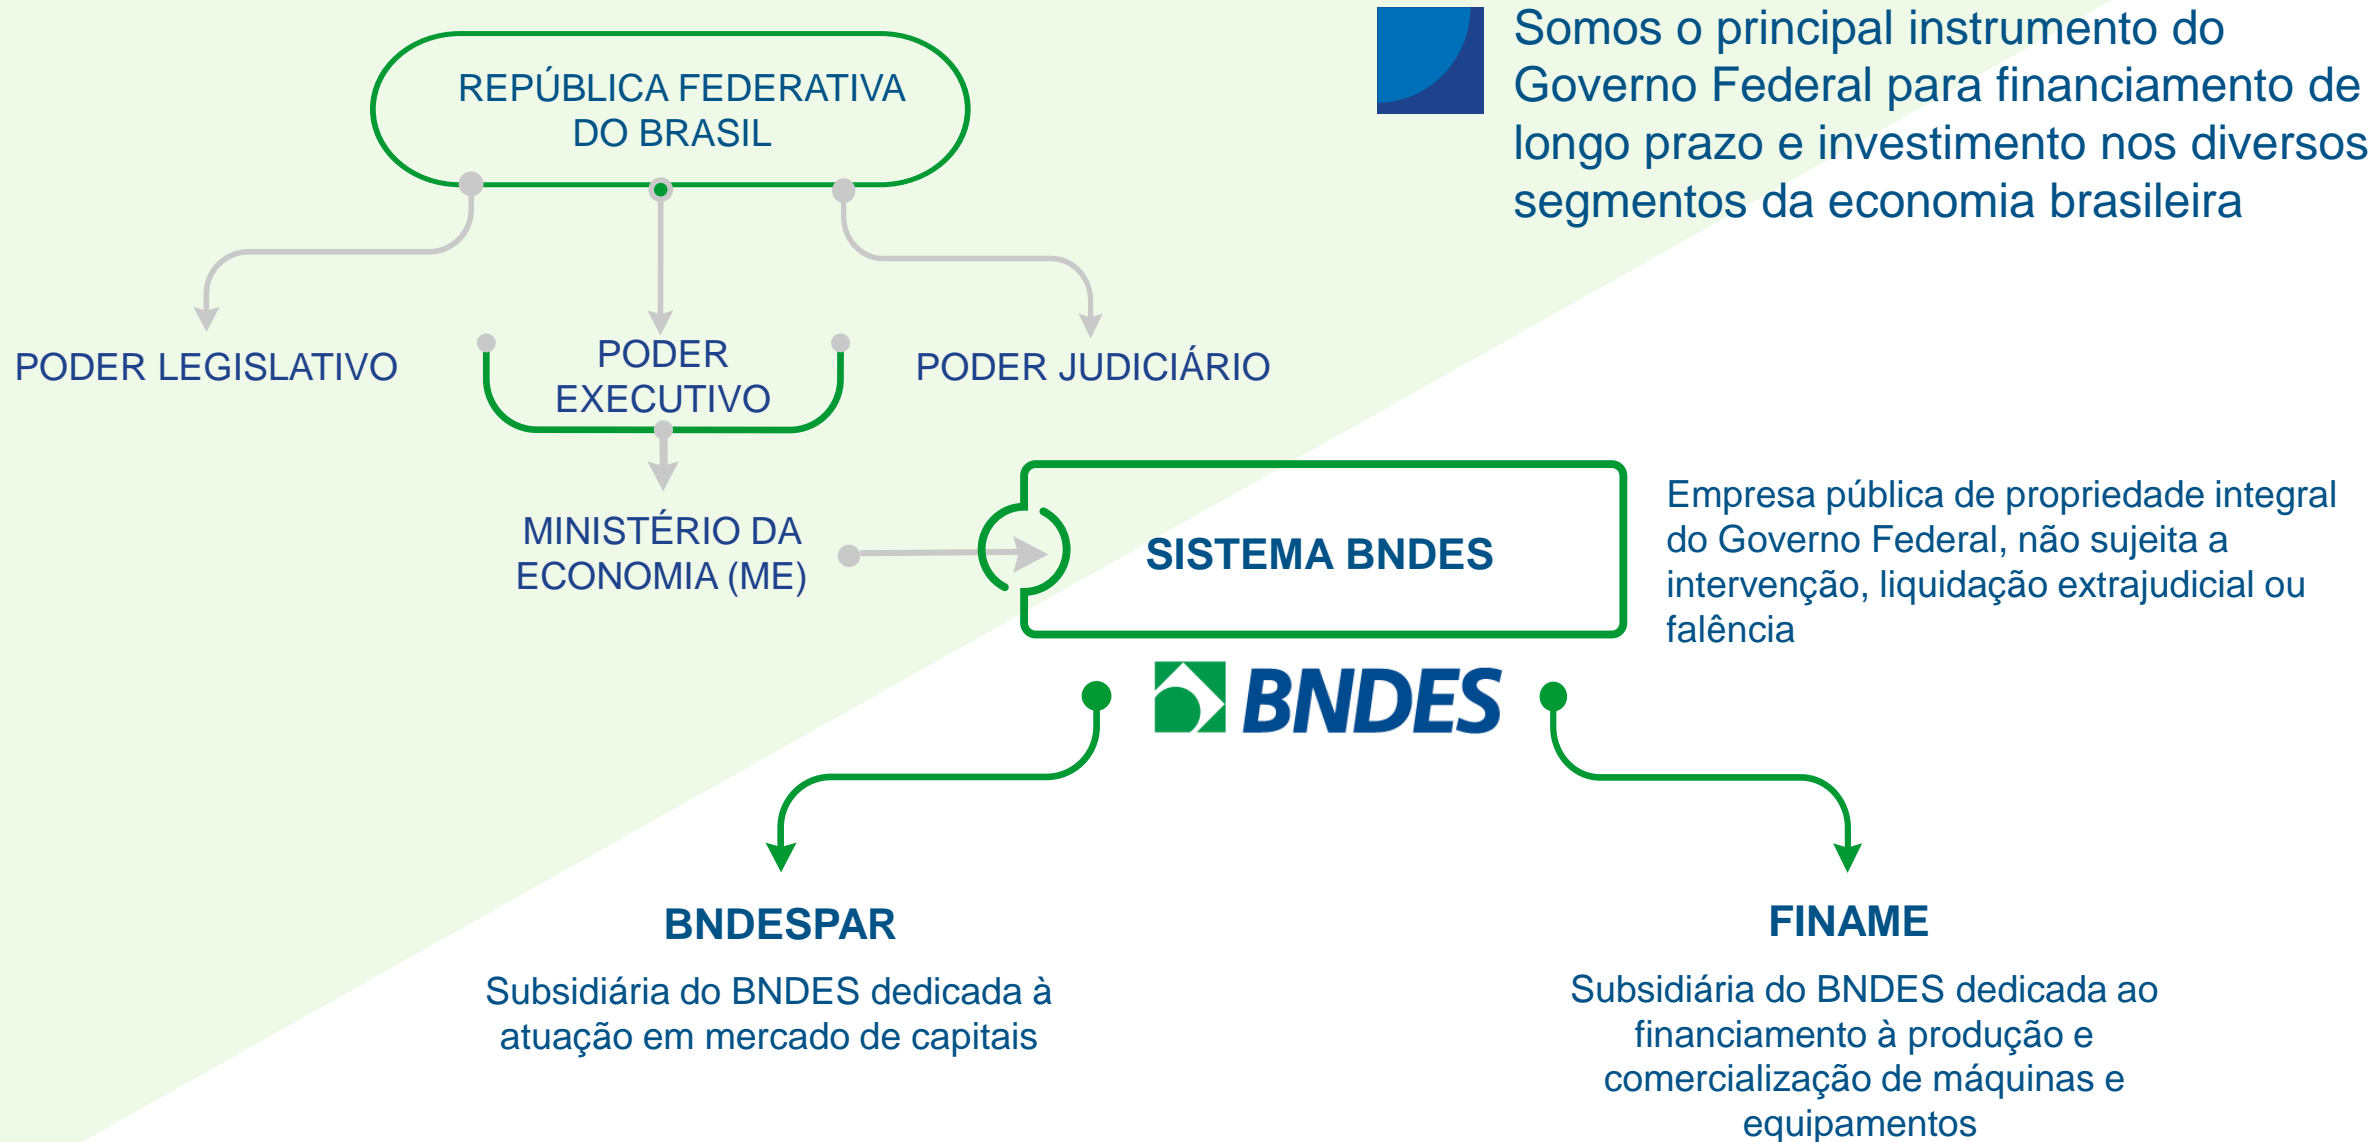 Somos o principal instrumento do
Governo Federal para financiamento de
longo prazo e investimento nos diversos
segmentos da economia brasileira
REPÚBLICA FEDERATIVA
DO BRASIL
PODER LEGISLATIVO
PODER
EXECUTIVO
PODER JUDICIÁRIO
MINISTÉRIO DA
ECONOMIA (ME)
SISTEMA BNDES
Empresa pública de propriedade integral
do Governo Federal, não sujeita a
intervenção, liquidação extrajudicial ou
falência
BNDES
BNDESPAR
Subsidiária do BNDES dedicada à
atuação em mercado de capitais
FINAME
Subsidiária do BNDES dedicada ao
financiamento à produção e
comercialização de máquinas e
equipamentos